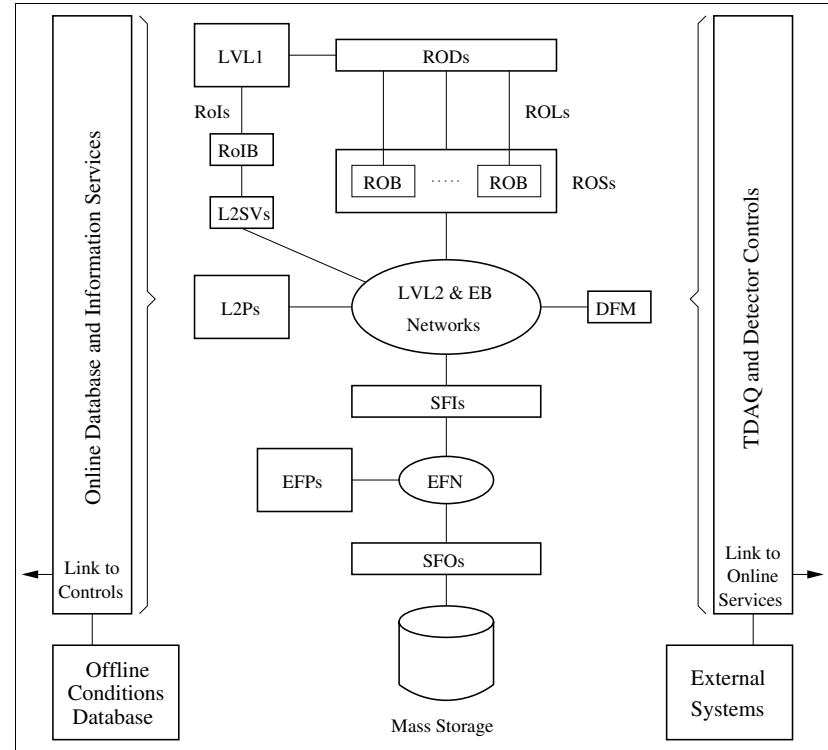 Online Database and Information Services
Link to
Controls
Offline
Conditions
Database
LVL1
RODs
RoIs
ROLs
RoIB
ROB
.....
ROB
ROSs
L2SVs
LVL2 & EB
Networks
L2Ps
DFM
SFIs
EFPs
EFN
SFOs
Mass Storage
TDAQ and Detector Controls
Link to
Online
Services
External
Systems